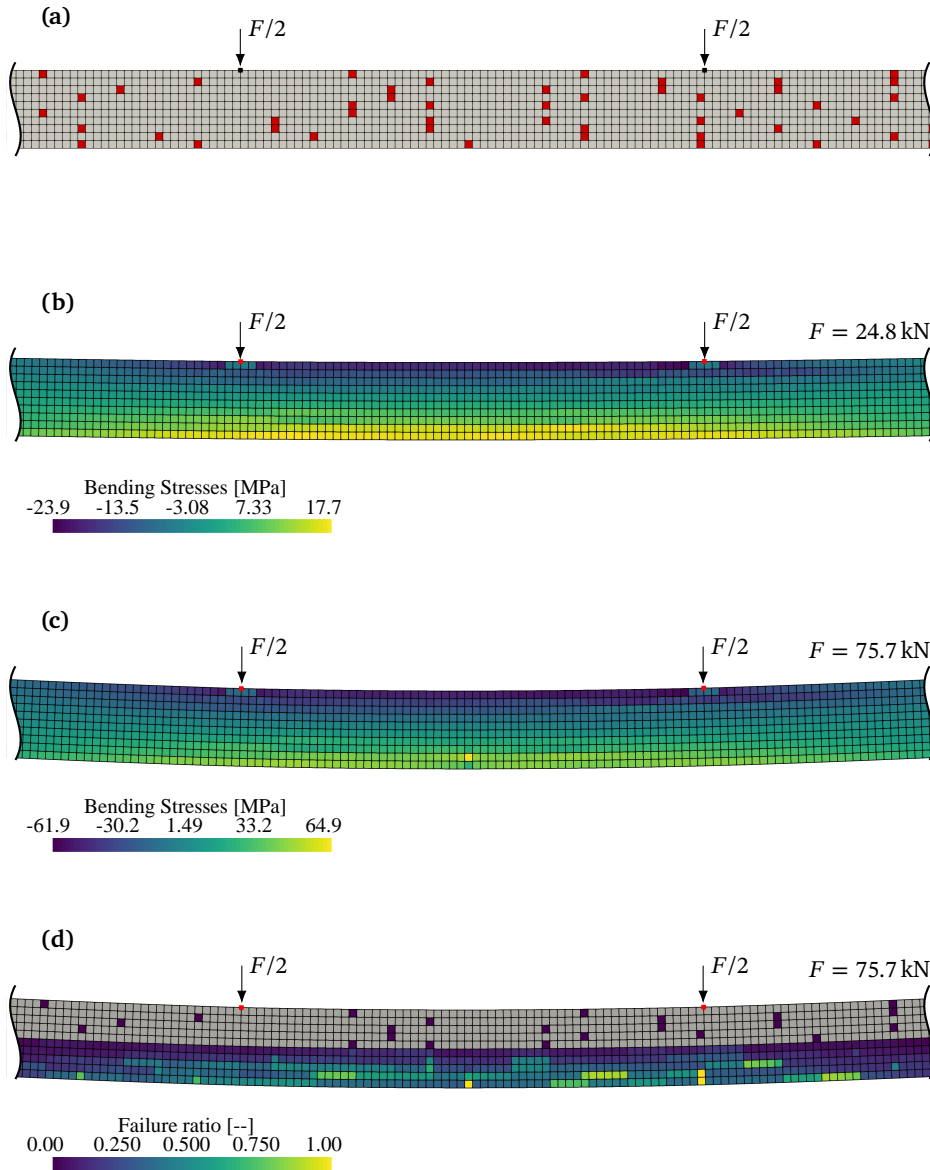 (a)
F/2 F/2
(b)
F/2 F/2 F = 24.8 kN
Bending Stresses [MPa]
-23.9 -13.5 -3.08 7.33 17.7
(c)
F/2 F/2 F = 75.7 kN
Bending Stresses [MPa]
-61.9 -30.2 1.49 33.2 64.9
(d)
F/2 F/2 F = 75.7 kN
Failure ratio [--]
0.00 0.250 0.500 0.750 1.00